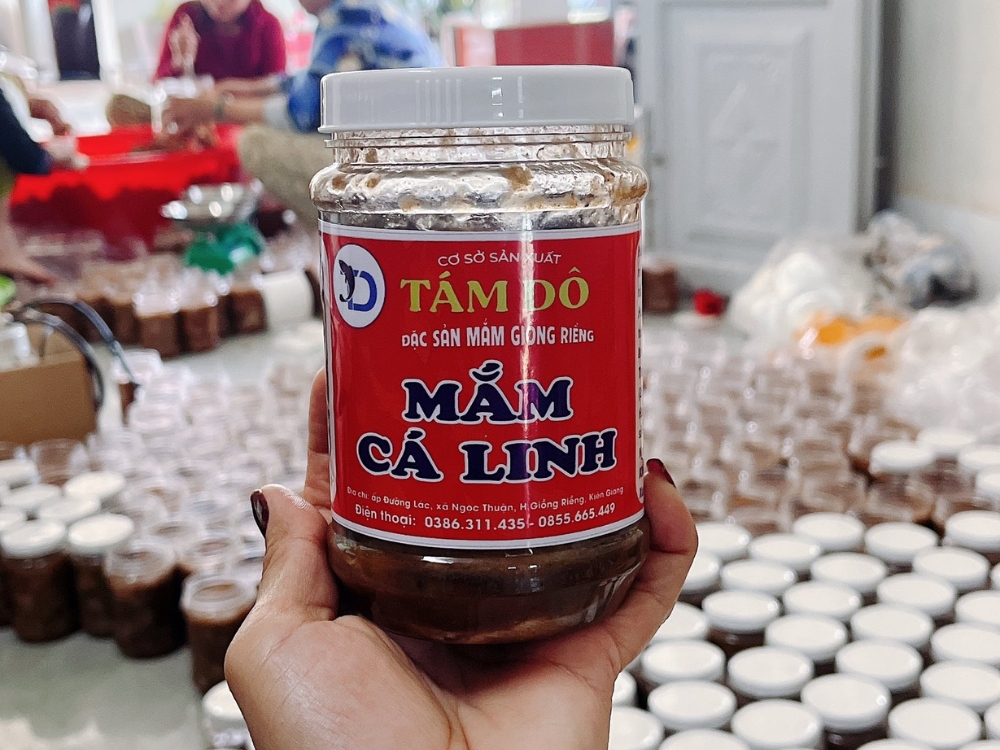 CƠ SỞ SẢN XUẤT
TÁM DÔ
ĐẶC SẢN MẮM GIỒNG RIỀNG
MẮM
CÁ LINH
Địa chỉ: ấp Đường Lác, xã Ngọc Thuận, H Giồng Riềng, Kiên Giang
Điện thoại: 0386.311.435 - 0855.665.449